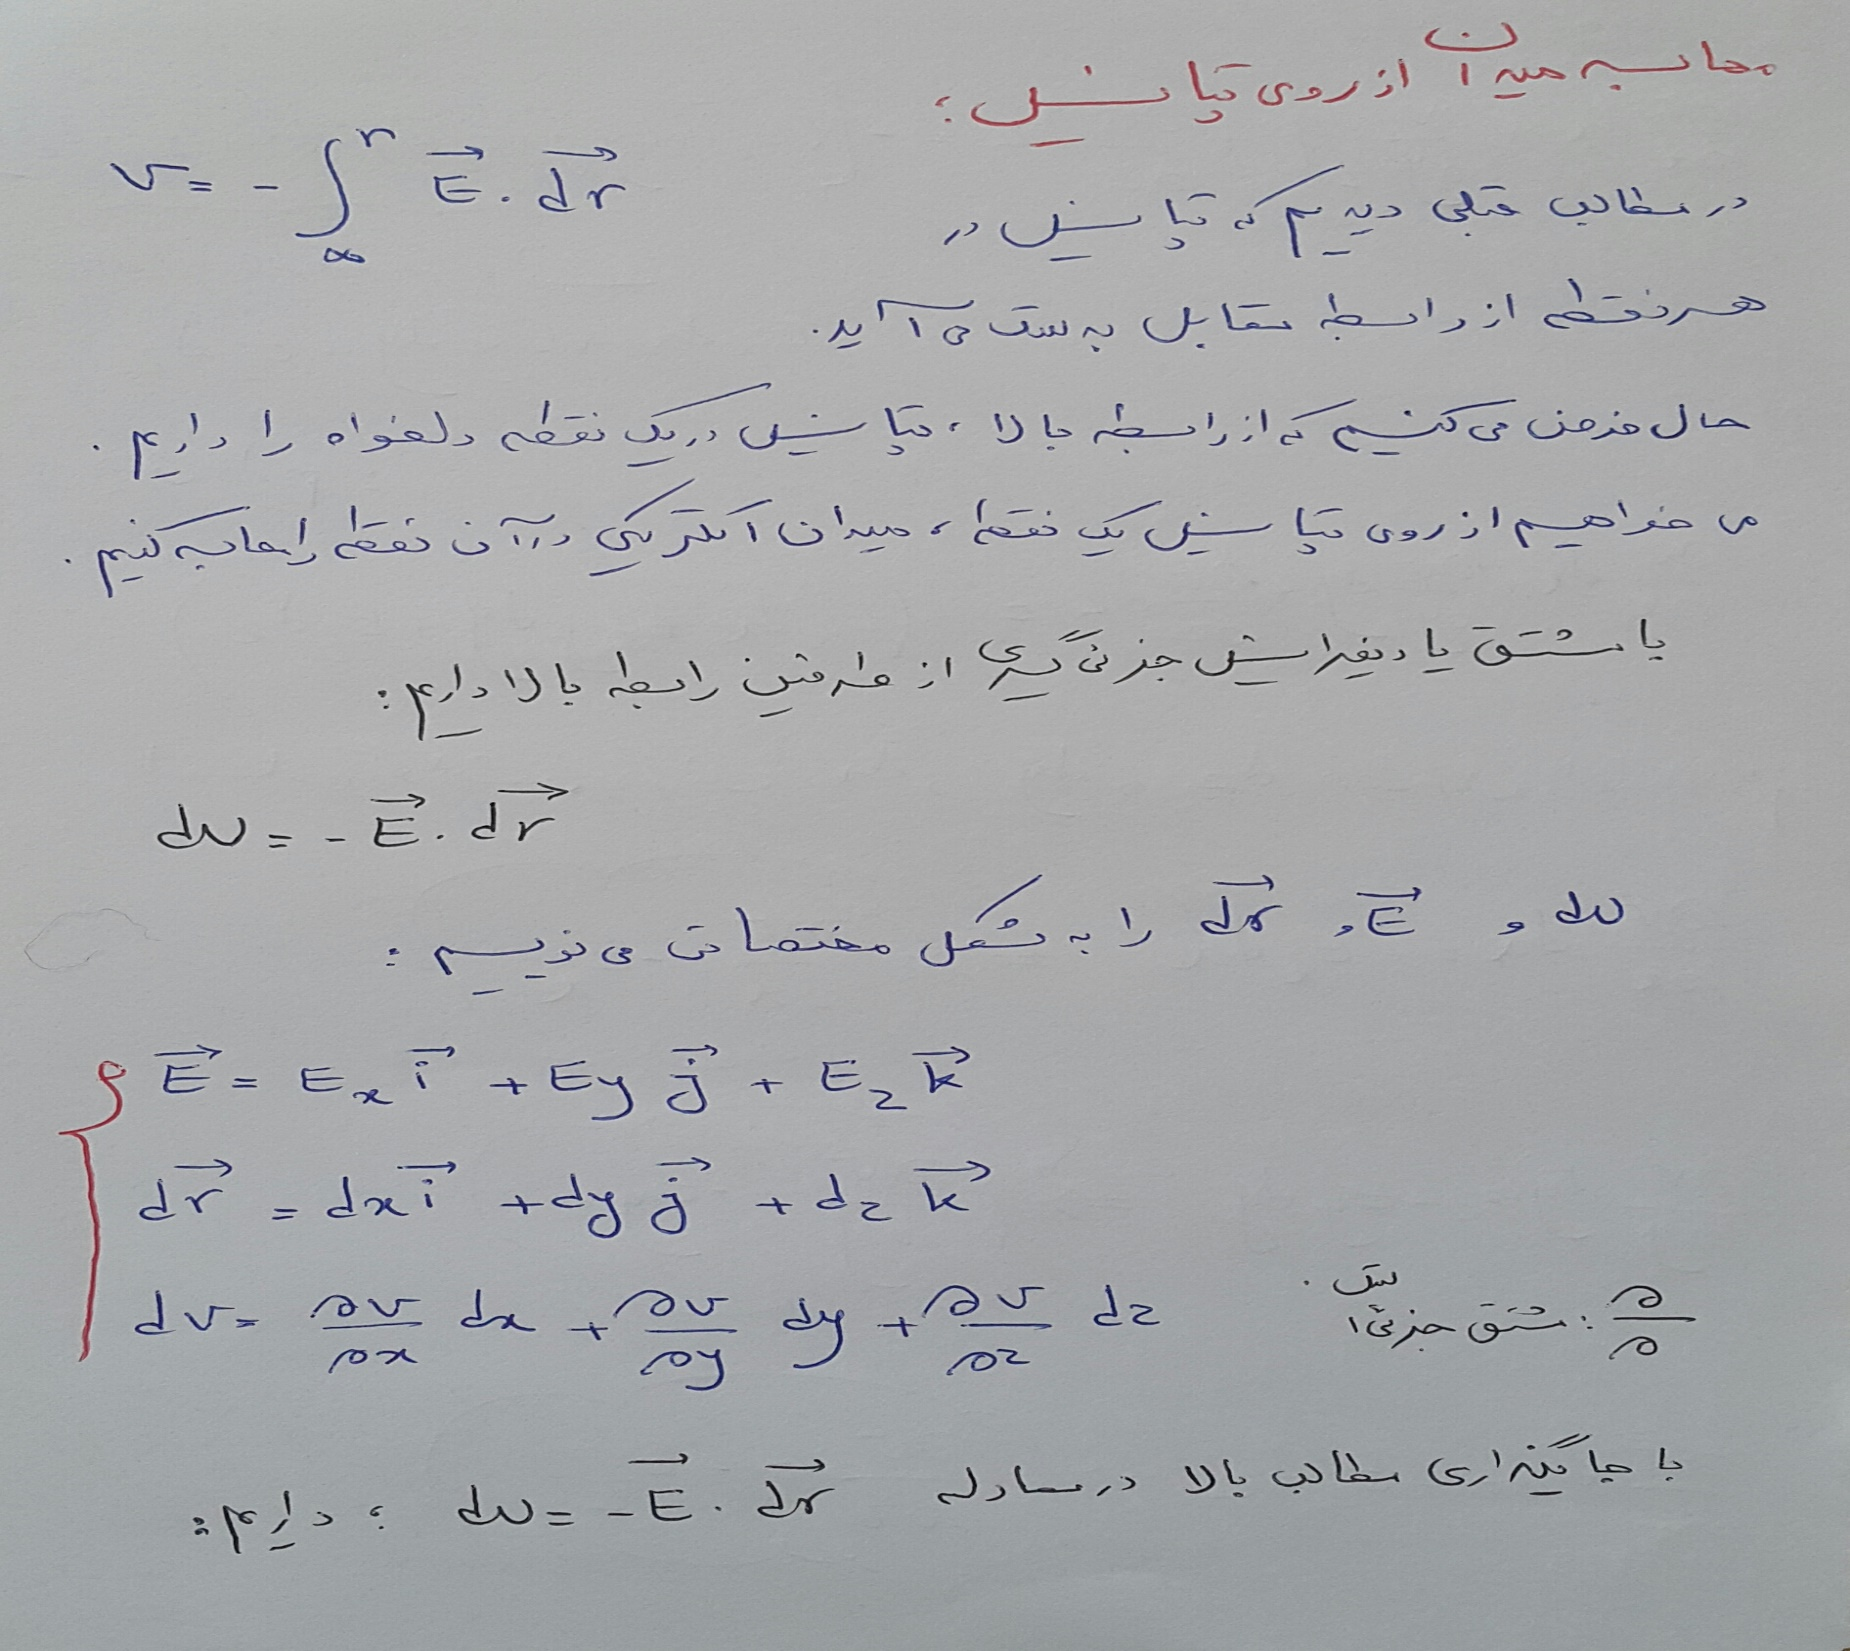 محاسبه میدان از روی پتانسیل:
در مطالب قبلی دیدیم که پتانسیل در
V = - ∫_∞^r E⃗ . dr⃗
هر نقطه از رابطه مقابل به دست می آید.
حال فرض می کنیم که از رابطه بالا، پتانسیل در یک نقطه دلخواه را داریم.
می خواهیم از روی پتانسیل یک نقطه، میدان الکتریکی در آن نقطه را محاسبه کنیم.
با مشتق یا دیفرانسیل جزئی گیری از طرفین رابطه بالا داریم:
dV = - E⃗ . dr⃗
dV و E⃗ و dr⃗ را به شکل مختصاتی می نویسیم:
E⃗ = Ex i⃗ + Ey j⃗ + Ez k⃗
dr⃗ = dx i⃗ + dy j⃗ + dz k⃗
dV = ∂V/∂x dx + ∂V/∂y dy + ∂V/∂z dz
∂/∂ : مشتق جزئی است.
با جاگذاری مطالب بالا در معادله dV = - E⃗ . dr⃗ ؛ داریم: